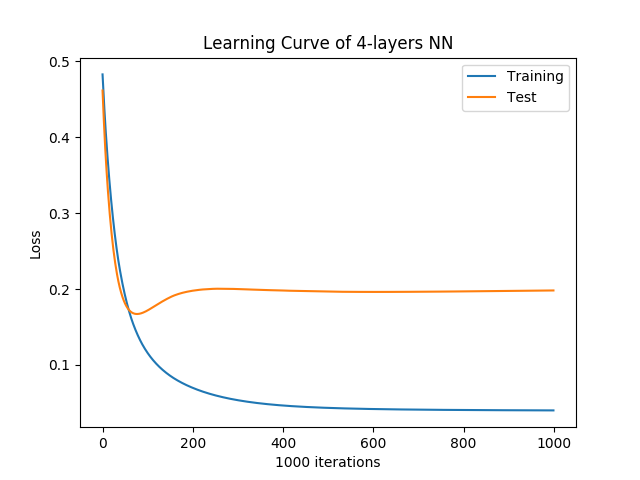 Learning Curve of 4-layers NN
Training
Test
0.5
0.4
0.3
0.2
0.1
Loss
0 200 400 600 800 1000
1000 iterations